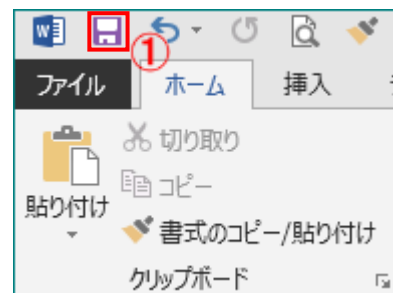 ①
ファイル ホーム 挿入
切り取り
コピー
貼り付け
書式のコピー/貼り付け
クリップボード